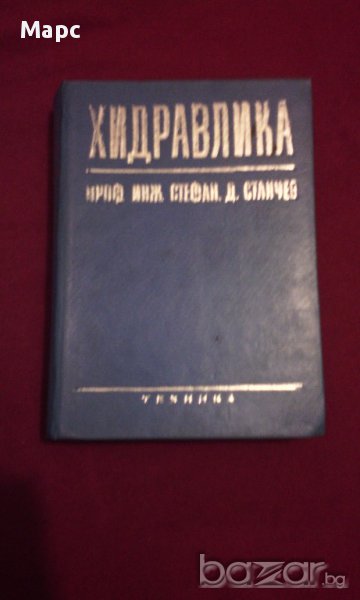 Марс
ХИДРАВЛИКА
ПРОФ. ИНЖ. СТЕФАН. Д. СТАНЧЕВ
ТЕХНИКА
bazar.bg